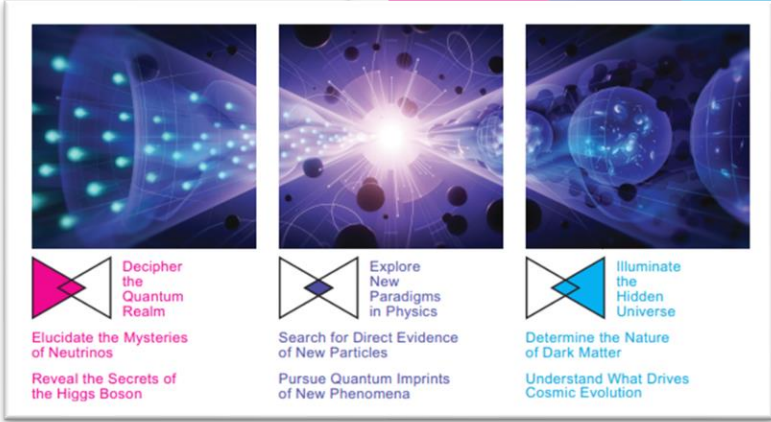 Decipher
the
Quantum
Realm
Elucidate the Mysteries
of Neutrinos
Reveal the Secrets of
the Higgs Boson
Explore
New
Paradigms
in Physics
Search for Direct Evidence
of New Particles
Pursue Quantum Imprints
of New Phenomena
Illuminate
the
Hidden
Universe
Determine the Nature
of Dark Matter
Understand What Drives
Cosmic Evolution